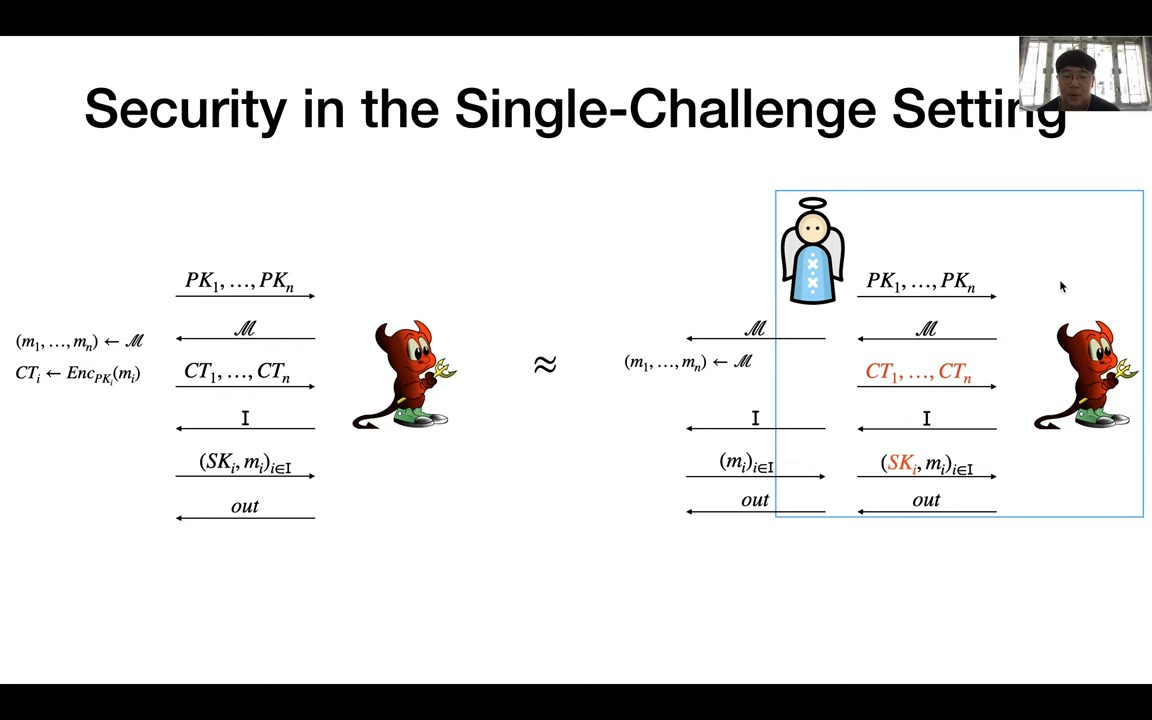 Security in the Single-Challenge Setting
PK₁, …, PKₙ
ℳ
(m₁, …, mₙ) ← ℳ
CTᵢ ← Enc_{PKᵢ}(mᵢ)
CT₁, …, CTₙ
I
(SKᵢ, mᵢ)_{i∈I}
out
≈
ℳ
(m₁, …, mₙ) ← ℳ
I
(mᵢ)_{i∈I}
out
PK₁, …, PKₙ
ℳ
CT₁, …, CTₙ
I
(SKᵢ, mᵢ)_{i∈I}
out